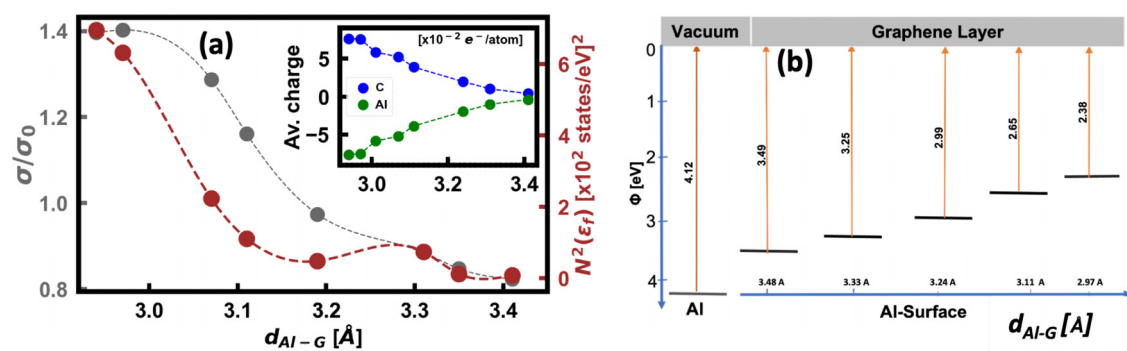 (a)
[x10⁻² e⁻/atom]
Av. charge
5
0
−5
C
Al
3.0
3.2
3.4
1.4
1.2
1.0
0.8
σ/σ₀
6
4
2
0
N²(ε_f) [x10² states/eV]²
3.0
3.1
3.2
3.3
3.4
d_Al − G [Å]
Vacuum
Graphene Layer
(b)
0
1
2
3
4
Φ [eV]
4.12
3.49
3.25
2.99
2.65
2.38
3.48 A
3.33 A
3.24 A
3.11 A
2.97 A
Al
Al-Surface
d_Al-G [A]